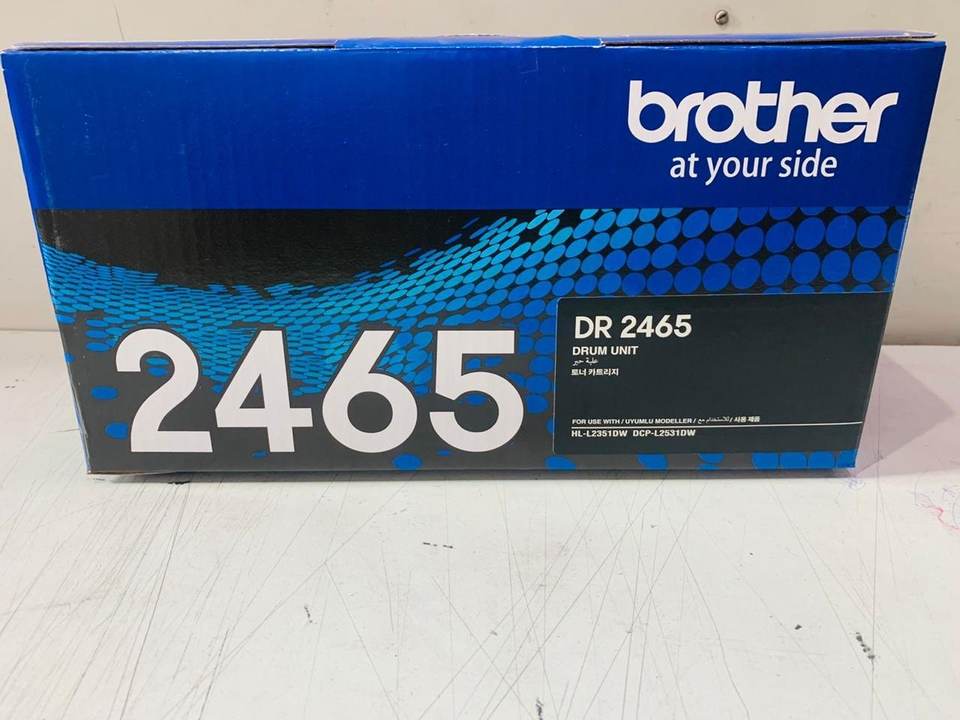 brother
at your side
2465
DR 2465
DRUM UNIT
علبة حبر
토너 카트리지
FOR USE WITH / UYUMLU MODELLER / للاستخدام مع / 사용 제품
HL-L2351DW DCP-L2531DW